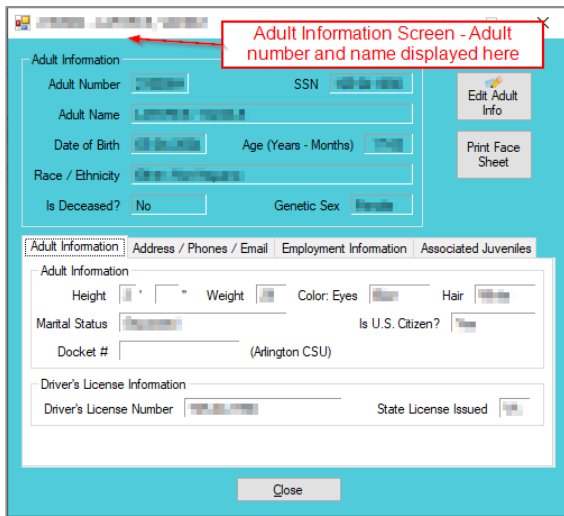 Adult Information Screen - Adult
number and name displayed here
Adult Information
Adult Number SSN
Edit Adult
Info
Adult Name
Date of Birth Age (Years - Months)
Print Face
Sheet
Race / Ethnicity
Is Deceased? No Genetic Sex
Adult Information Address / Phones / Email Employment Information Associated Juveniles
Adult Information
Height ' " Weight Color: Eyes Hair
Marital Status Is U.S. Citizen?
Docket # (Arlington CSU)
Driver's License Information
Driver's License Number State License Issued
Close